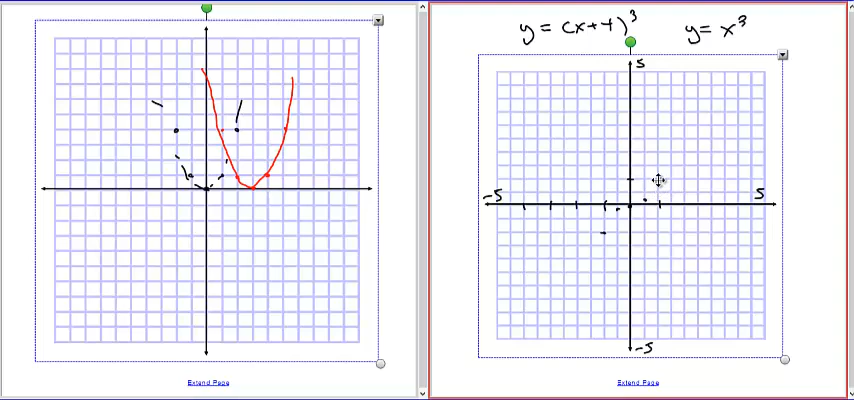 y = (x+4)³ y = x³
5
-5 5
-5
Extend Page Extend Page